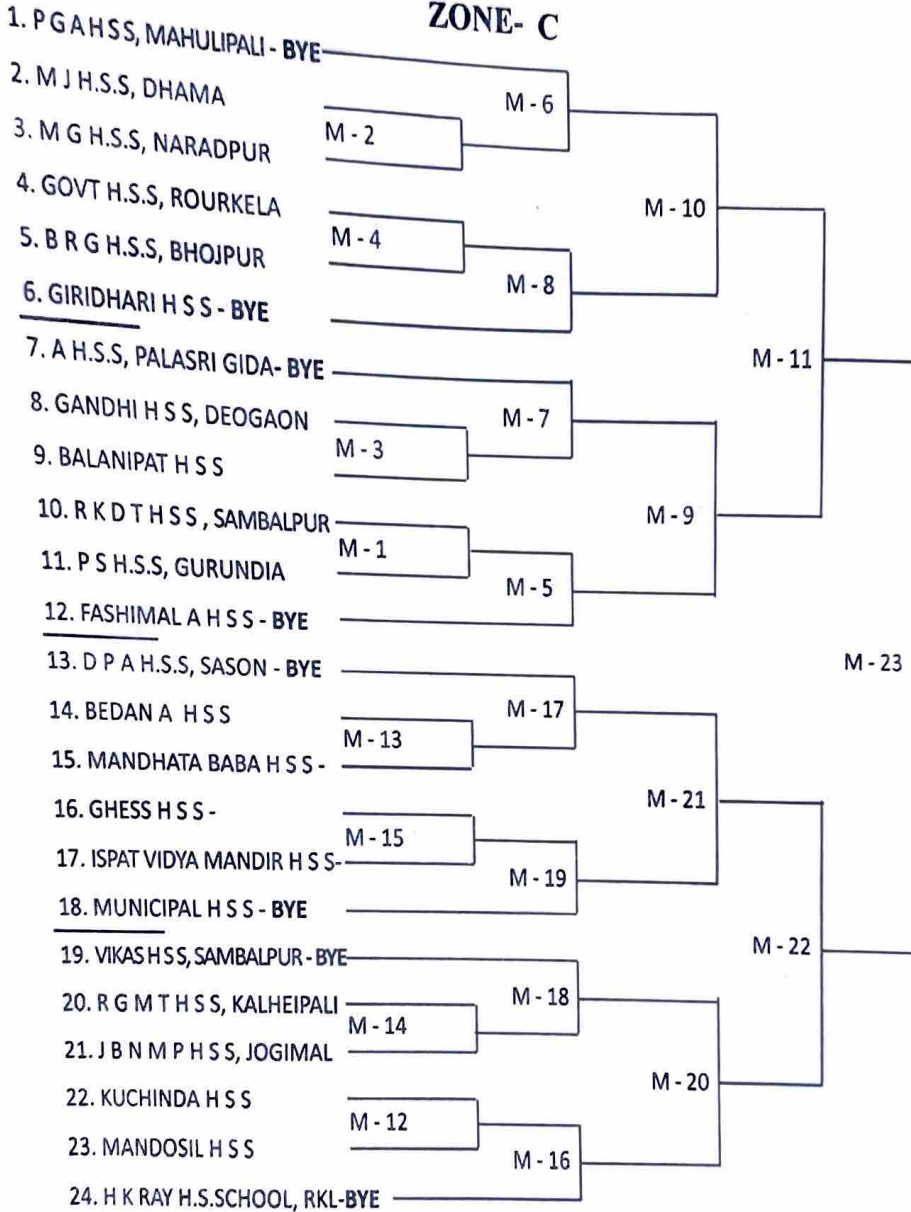 ZONE- C
1. P G A H S S, MAHULIPALI - BYE
M - 6
2. M J H.S.S, DHAMA
M - 2
3. M G H.S.S, NARADPUR
M - 10
4. GOVT H.S.S, ROURKELA
M - 4
5. B R G H.S.S, BHOJPUR
M - 8
6. GIRIDHARI H S S - BYE
M - 11
7. A H.S.S, PALASRI GIDA- BYE
M - 7
8. GANDHI H S S, DEOGAON
M - 3
9. BALANIPAT H S S
M - 9
10. R K D T H S S , SAMBALPUR
M - 1
11. P S H.S.S, GURUNDIA
M - 5
12. FASHIMAL A H S S - BYE
M - 23
13. D P A H.S.S, SASON - BYE
M - 17
14. BEDAN A H S S
M - 13
15. MANDHATA BABA H S S -
M - 21
16. GHESS H S S -
M - 15
17. ISPAT VIDYA MANDIR H S S-
M - 19
18. MUNICIPAL H S S - BYE
M - 22
19. VIKAS H S S, SAMBALPUR - BYE
M - 18
20. R G M T H S S, KALHEIPALI
M - 14
21. J B N M P H S S, JOGIMAL
M - 20
22. KUCHINDA H S S
M - 12
23. MANDOSIL H S S
M - 16
24. H K RAY H.S.SCHOOL, RKL-BYE